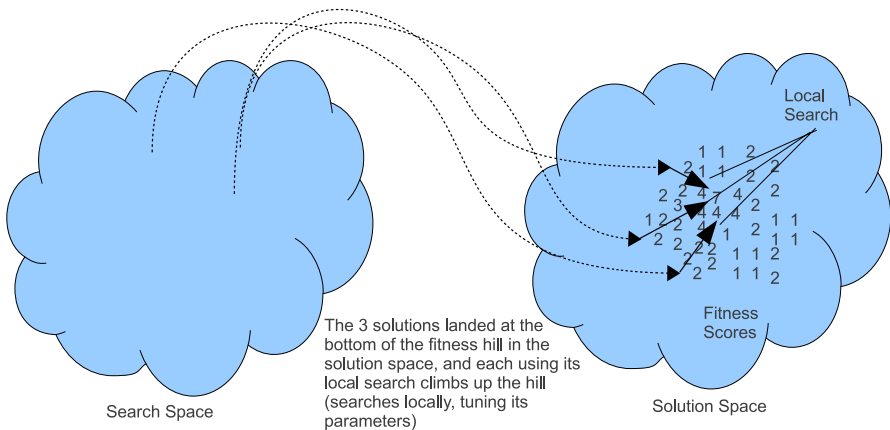 Local
Search
1 1 2
2 1 1 2
2
2 2 4 7 4 2
3 2
1 2 4 4 4
2 4 2 1 1
2 2 1 1 1
2 2 2
2 2 1 1 2
2 1 1 2
Fitness
Scores
The 3 solutions landed at the
bottom of the fitness hill in the
solution space, and each using its
local search climbs up the hill
(searches locally, tuning its
parameters)
Search Space
Solution Space